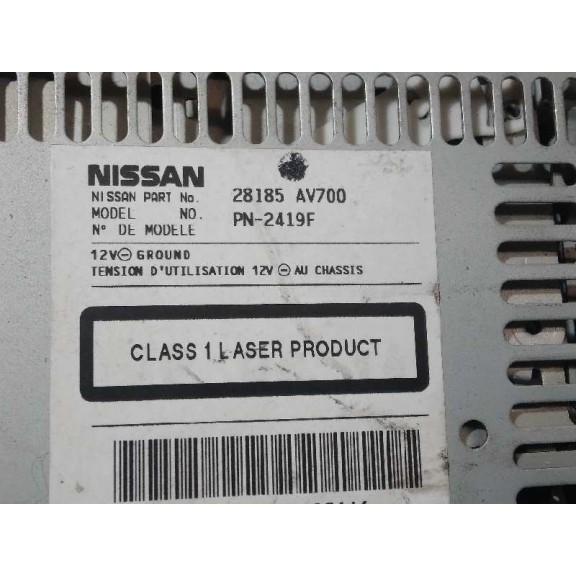 NISSAN
NISSAN PART No. 28185 AV700
MODEL NO. PN-2419F
N° DE MODELE
12V⊖ GROUND
TENSION D'UTILISATION 12V ⊖ AU CHASSIS
CLASS 1 LASER PRODUCT